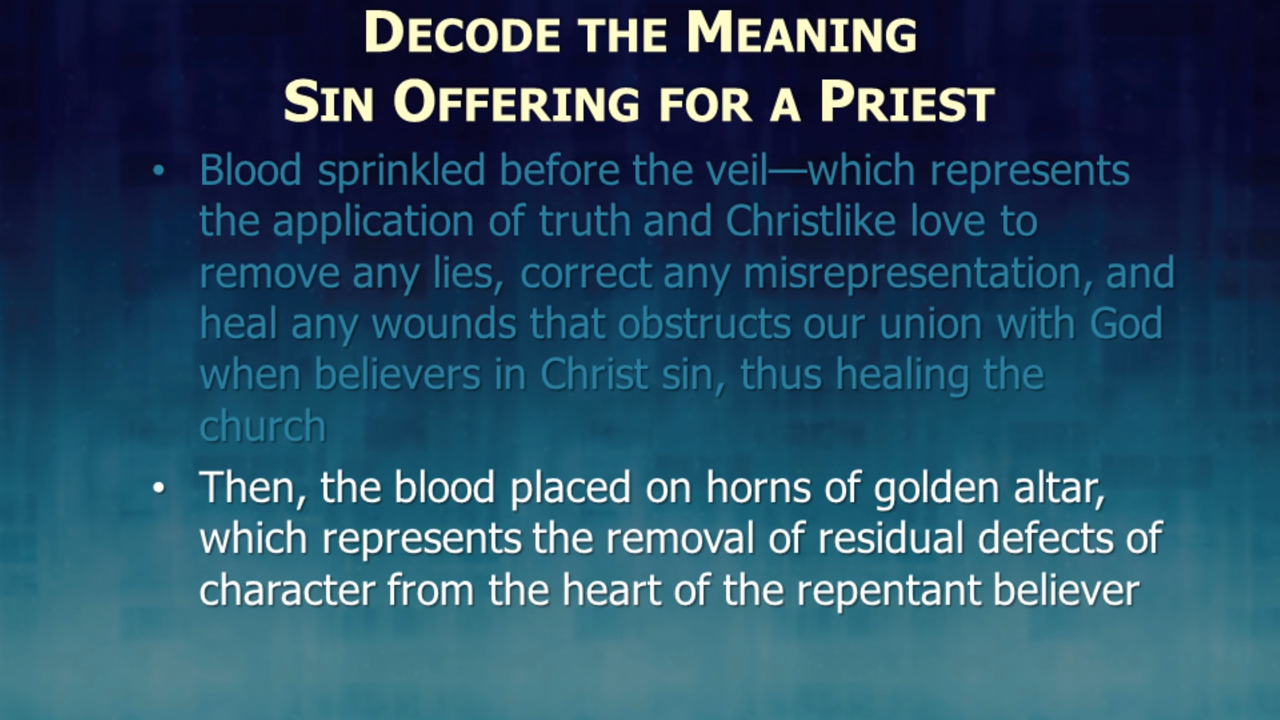 DECODE THE MEANING
SIN OFFERING FOR A PRIEST
• Blood sprinkled before the veil—which represents
the application of truth and Christlike love to
remove any lies, correct any misrepresentation, and
heal any wounds that obstructs our union with God
when believers in Christ sin, thus healing the
church
• Then, the blood placed on horns of golden altar,
which represents the removal of residual defects of
character from the heart of the repentant believer